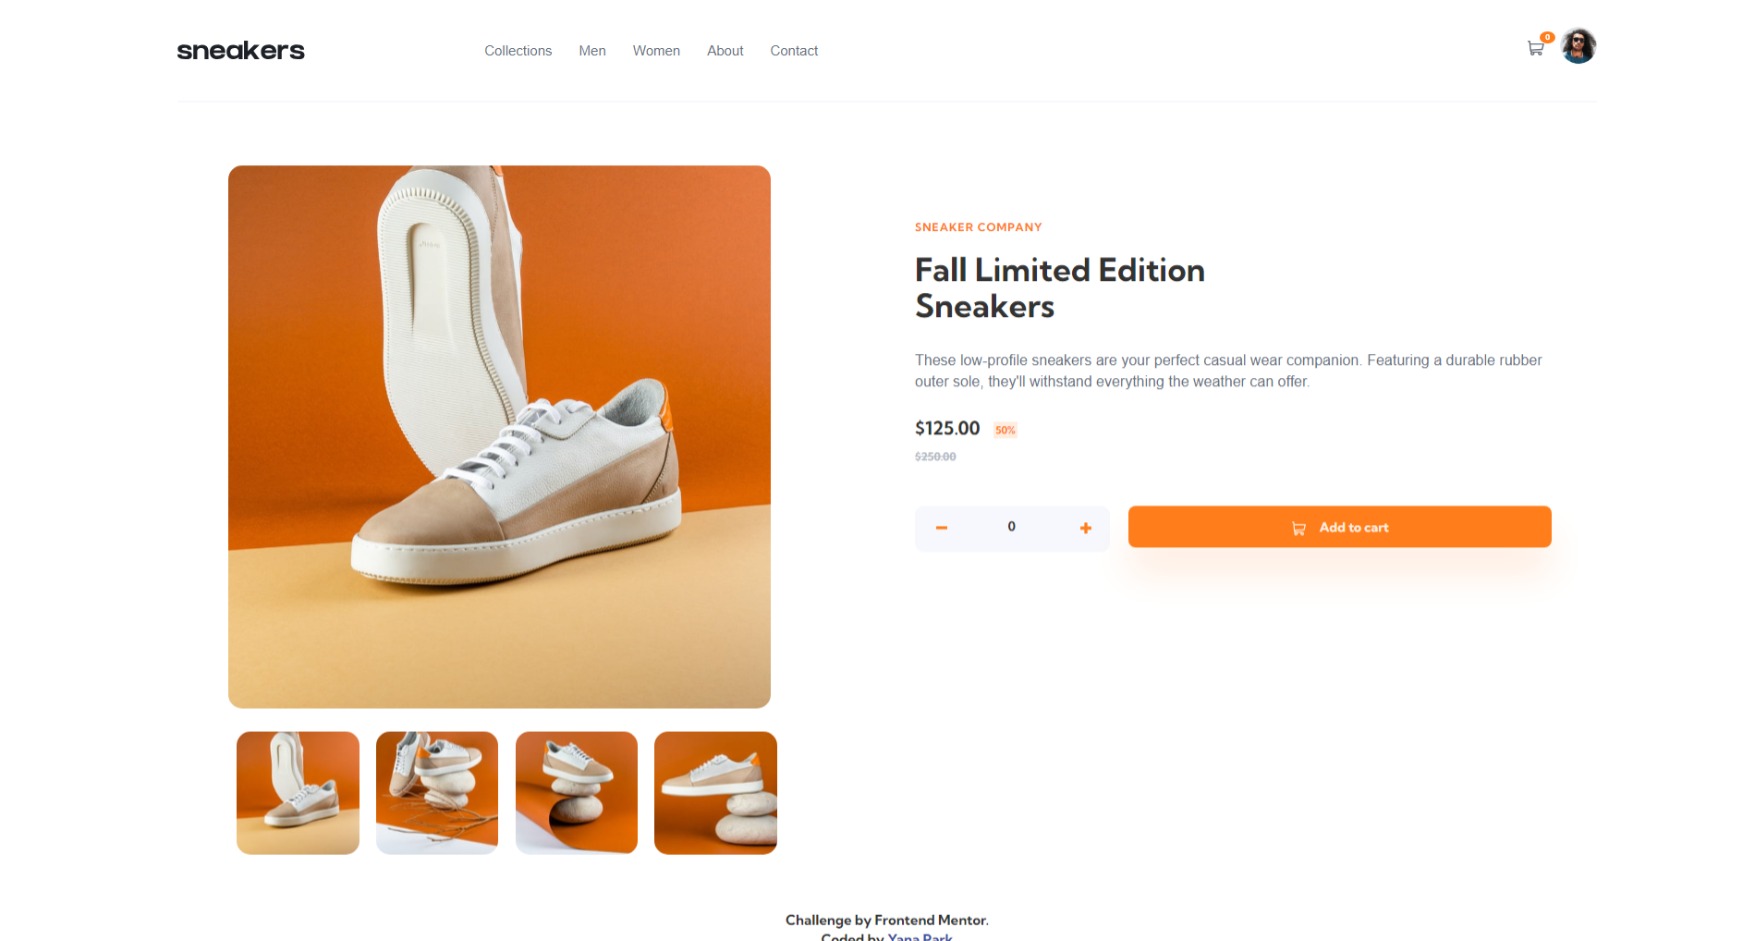 sneakers
Collections Men Women About Contact
0
SNEAKER COMPANY
Fall Limited Edition
Sneakers
These low-profile sneakers are your perfect casual wear companion. Featuring a durable rubber
outer sole, they'll withstand everything the weather can offer.
$125.00 50%
$250.00
0
Add to cart
Challenge by Frontend Mentor.
Coded by Yana Park